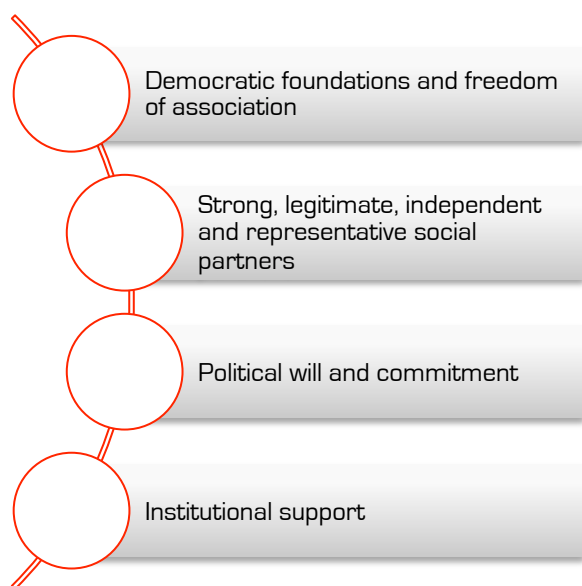 Democratic foundations and freedom
of association
Strong, legitimate, independent
and representative social
partners
Political will and commitment
Institutional support